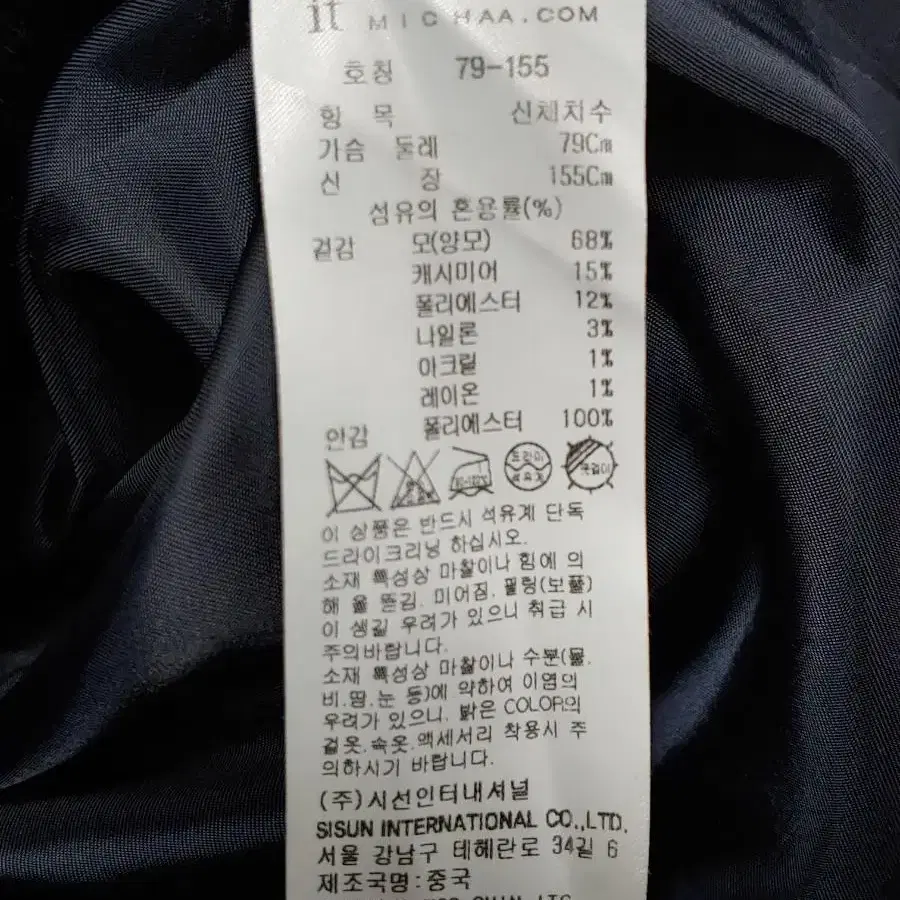 it MICHAA.COM
호칭 79-155
항 목 신체치수
가슴 둘레 79Cm
신 장 155Cm
섬유의 혼용률(%)
겉감 모(양모) 68%
캐시미어 15%
폴리에스터 12%
나일론 3%
아크릴 1%
레이온 1%
안감 폴리에스터 100%
드라이 석유계 옷걸이
이 상품은 반드시 석유계 단독
드라이크리닝 하십시오.
소재 특성상 마찰이나 힘에 의
해 올 뜯김, 미어짐, 필링(보풀)
이 생길 우려가 있으니 취급 시
주의바랍니다.
소재 특성상 마찰이나 수분(물.
비.땀.눈 등)에 약하여 이염의
우려가 있으니, 밝은 COLOR의
겉옷.속옷.액세서리 착용시 주
의하시기 바랍니다.
(주)시선인터내셔널
SISUN INTERNATIONAL CO.,LTD.
서울 강남구 테헤란로 34길 6
제조국명:중국